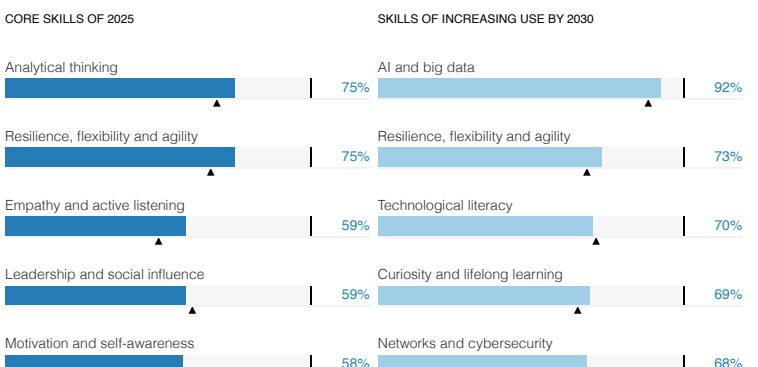 CORE SKILLS OF 2025
Analytical thinking
75%
Resilience, flexibility and agility
75%
Empathy and active listening
59%
Leadership and social influence
59%
Motivation and self-awareness
58%
SKILLS OF INCREASING USE BY 2030
AI and big data
92%
Resilience, flexibility and agility
73%
Technological literacy
70%
Curiosity and lifelong learning
69%
Networks and cybersecurity
68%